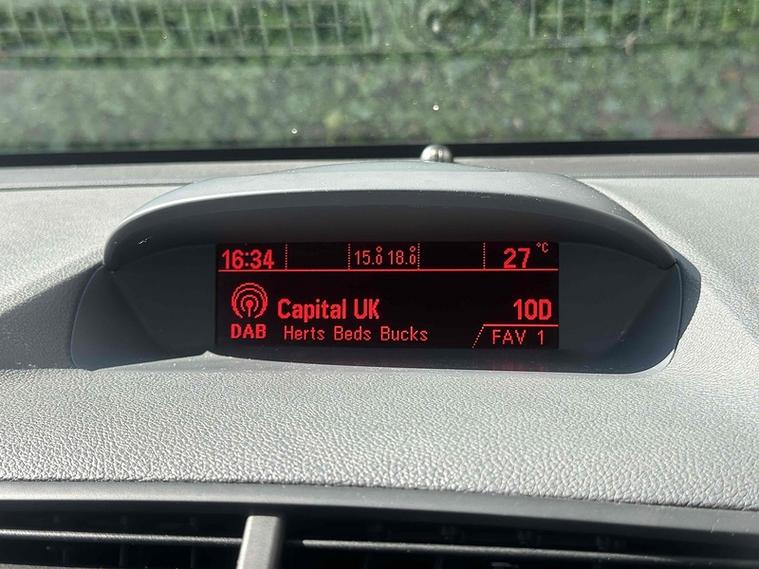 16:34 15.0 18.0 27 °C
Capital UK 10D
DAB Herts Beds Bucks FAV 1